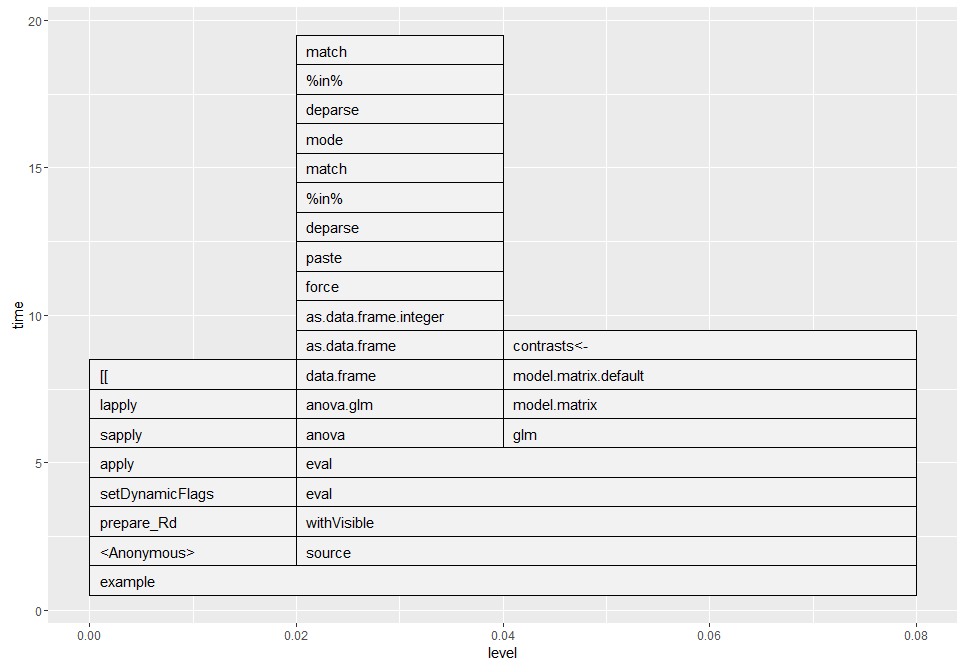 20
match
%in%
deparse
mode
match
15
%in%
deparse
paste
force
time
10
as.data.frame.integer
as.data.frame
contrasts<-
[[
data.frame
model.matrix.default
lapply
anova.glm
model.matrix
sapply
anova
glm
5
apply
eval
setDynamicFlags
eval
prepare_Rd
withVisible
<Anonymous>
source
example
0
0.00
0.02
0.04
0.06
0.08
level